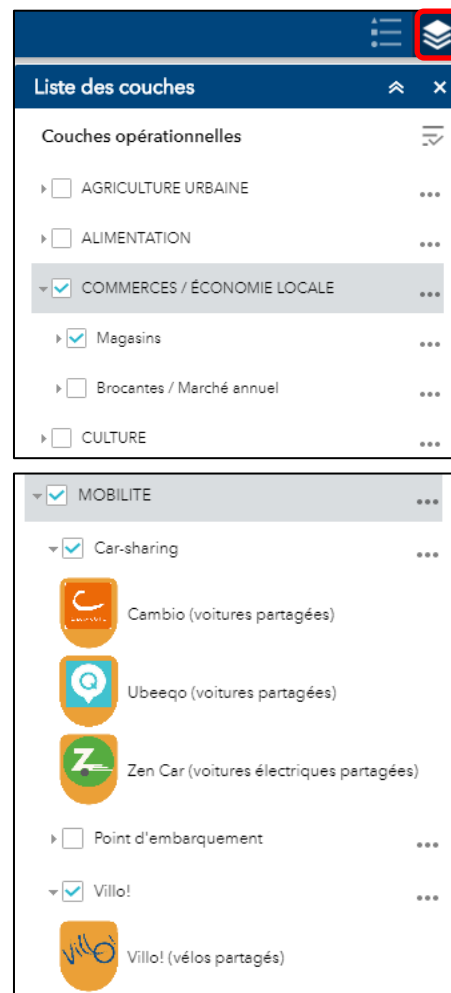 Liste des couches
Couches opérationnelles
AGRICULTURE URBAINE
ALIMENTATION
COMMERCES / ÉCONOMIE LOCALE
Magasins
Brocantes / Marché annuel
CULTURE
MOBILITE
Car-sharing
Cambio (voitures partagées)
Ubeeqo (voitures partagées)
Zen Car (voitures électriques partagées)
Point d'embarquement
Villo!
Villo! (vélos partagés)